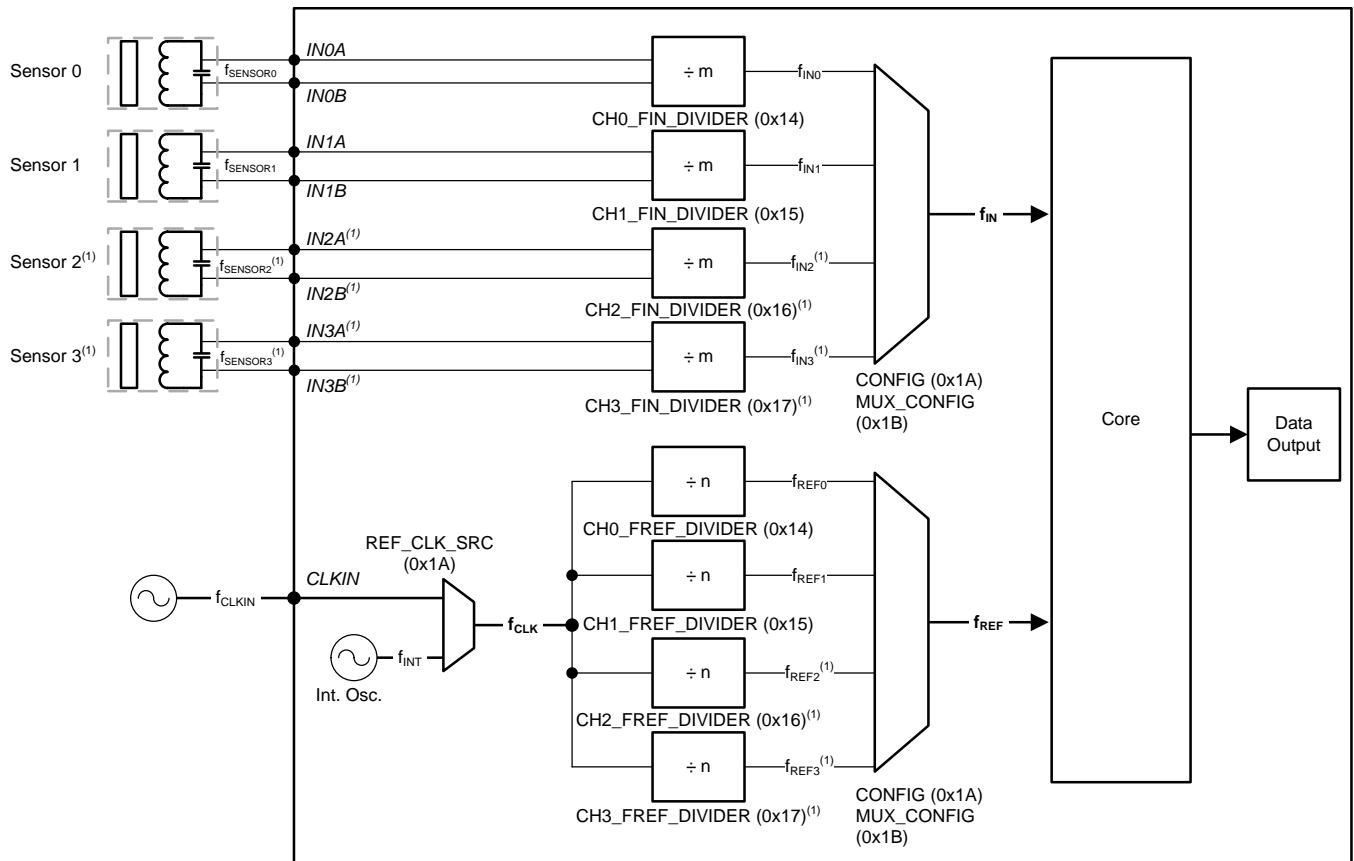 Sensor 0
fSENSOR0
IN0A
IN0B
÷ m
CH0_FIN_DIVIDER (0x14)
fIN0
Sensor 1
fSENSOR1
IN1A
IN1B
÷ m
CH1_FIN_DIVIDER (0x15)
fIN1
Sensor 2(1)
fSENSOR2(1)
IN2A(1)
IN2B(1)
÷ m
CH2_FIN_DIVIDER (0x16)(1)
fIN2(1)
Sensor 3(1)
fSENSOR3(1)
IN3A(1)
IN3B(1)
÷ m
CH3_FIN_DIVIDER (0x17)(1)
fIN3(1)
CONFIG (0x1A)
MUX_CONFIG
(0x1B)
fIN
Core
Data
Output
fCLKIN
CLKIN
REF_CLK_SRC
(0x1A)
fINT
Int. Osc.
fCLK
÷ n
CH0_FREF_DIVIDER (0x14)
fREF0
÷ n
CH1_FREF_DIVIDER (0x15)
fREF1
÷ n
CH2_FREF_DIVIDER (0x16)(1)
fREF2(1)
÷ n
CH3_FREF_DIVIDER (0x17)(1)
fREF3(1)
CONFIG (0x1A)
MUX_CONFIG
(0x1B)
fREF